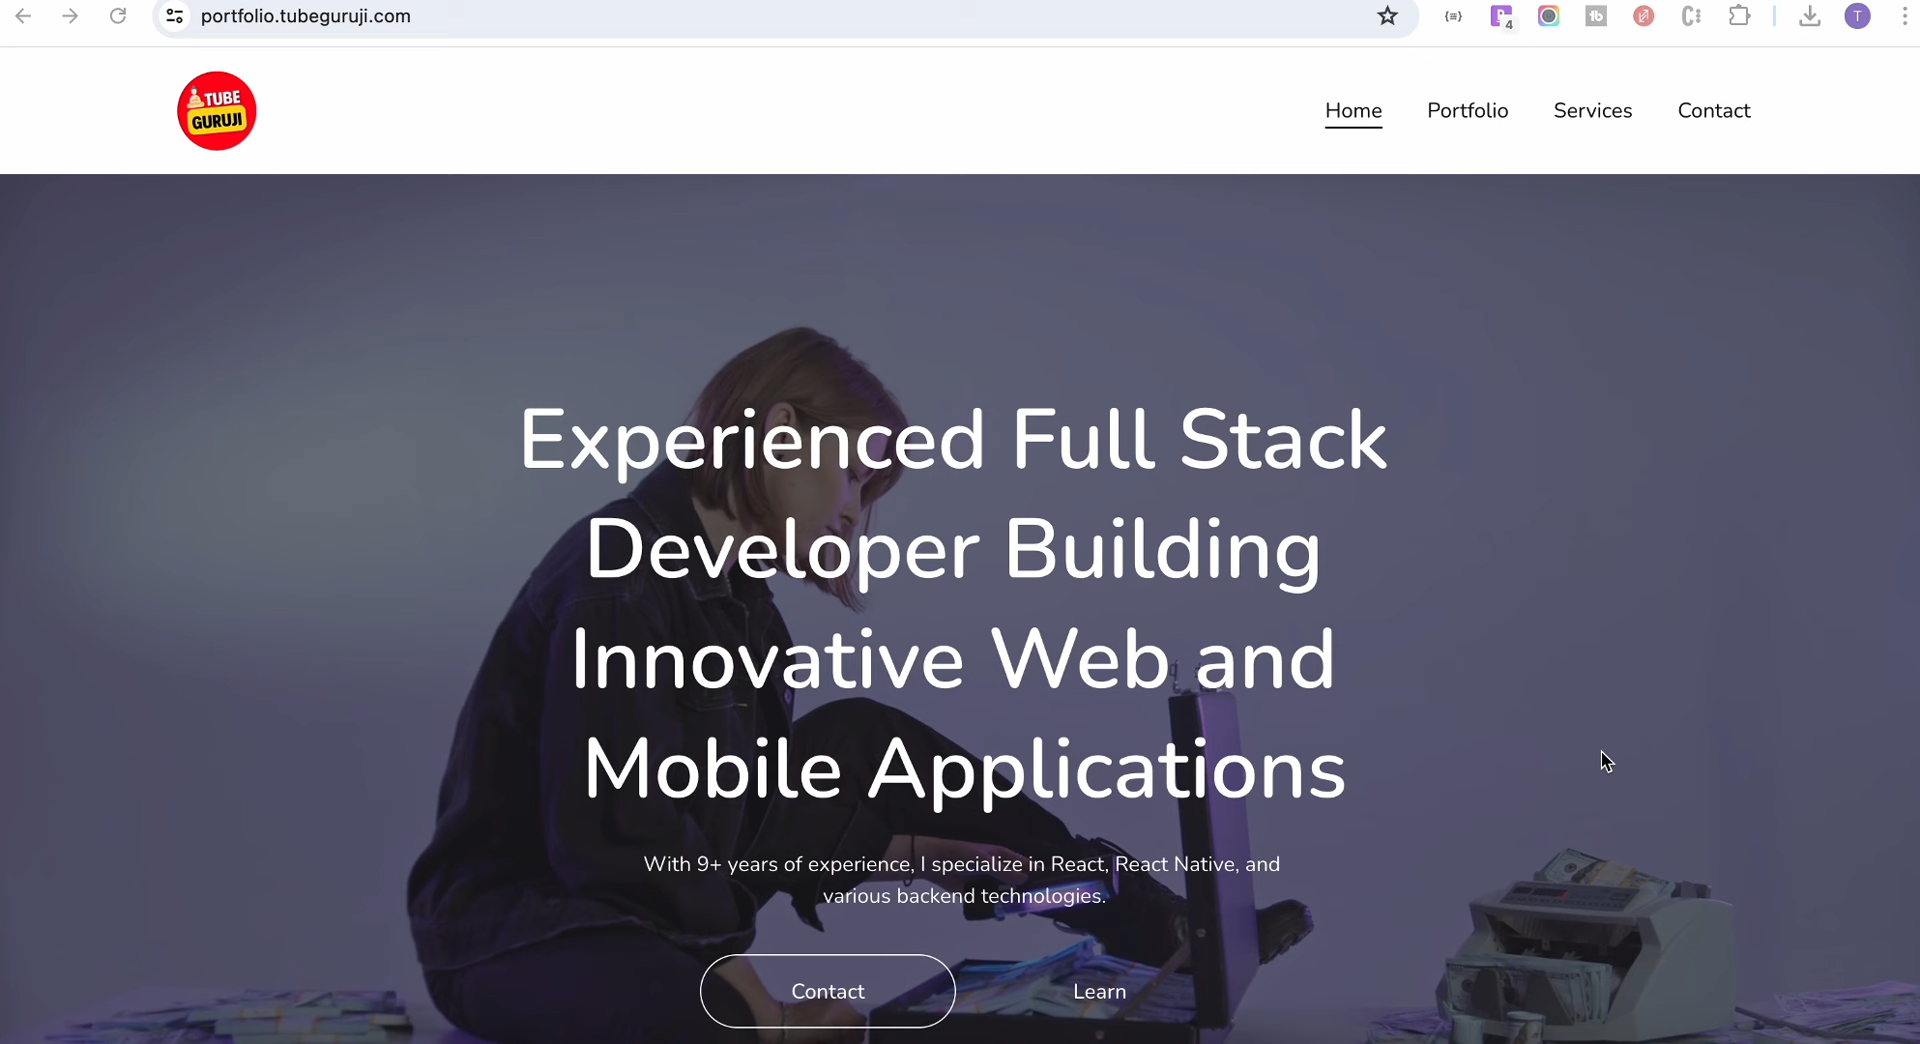 portfolio.tubeguruji.com
4
T
TUBE
GURUJI
Home
Portfolio
Services
Contact
Experienced Full Stack
Developer Building
Innovative Web and
Mobile Applications
With 9+ years of experience, I specialize in React, React Native, and
various backend technologies.
Contact
Learn